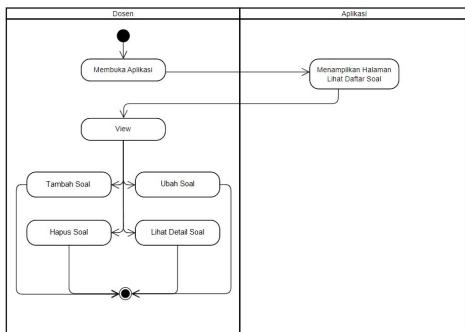 Dosen
Aplikasi
Membuka Aplikasi
Menampilkan Halaman
Lihat Daftar Soal
View
Tambah Soal
Ubah Soal
Hapus Soal
Lihat Detail Soal